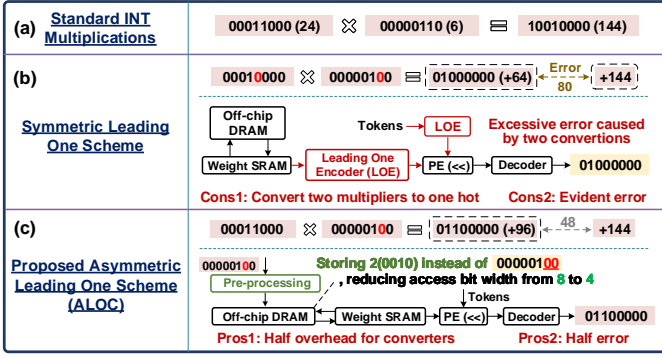 (a) Standard INT Multiplications
00011000 (24) × 00000110 (6) = 10010000 (144)
(b)
Symmetric Leading One Scheme
00010000 × 00000100 = 01000000 (+64) Error 80 +144
Off-chip DRAM
Tokens LOE
Excessive error caused by two convertions
Weight SRAM Leading One Encoder (LOE) PE (<<) Decoder 01000000
Cons1: Convert two multipliers to one hot Cons2: Evident error
(c)
Proposed Asymmetric Leading One Scheme (ALOC)
00011000 × 00000100 = 01100000 (+96) 48 +144
00000100 Storing 2(0010) instead of 00000100
Pre-processing , reducing access bit width from 8 to 4
Tokens
Off-chip DRAM Weight SRAM PE (<<) Decoder 01100000
Pros1: Half overhead for converters Pros2: Half error